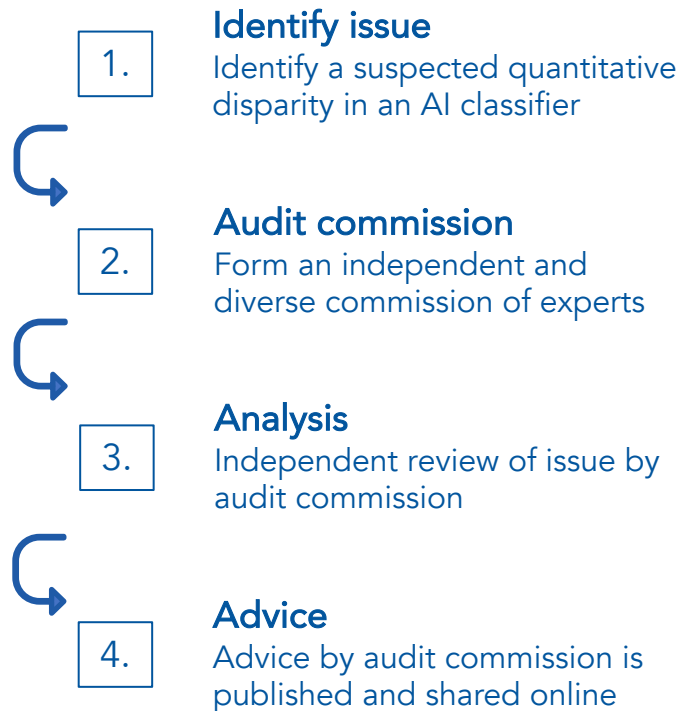 1.
Identify issue
Identify a suspected quantitative
disparity in an AI classifier
2.
Audit commission
Form an independent and
diverse commission of experts
3.
Analysis
Independent review of issue by
audit commission
4.
Advice
Advice by audit commission is
published and shared online